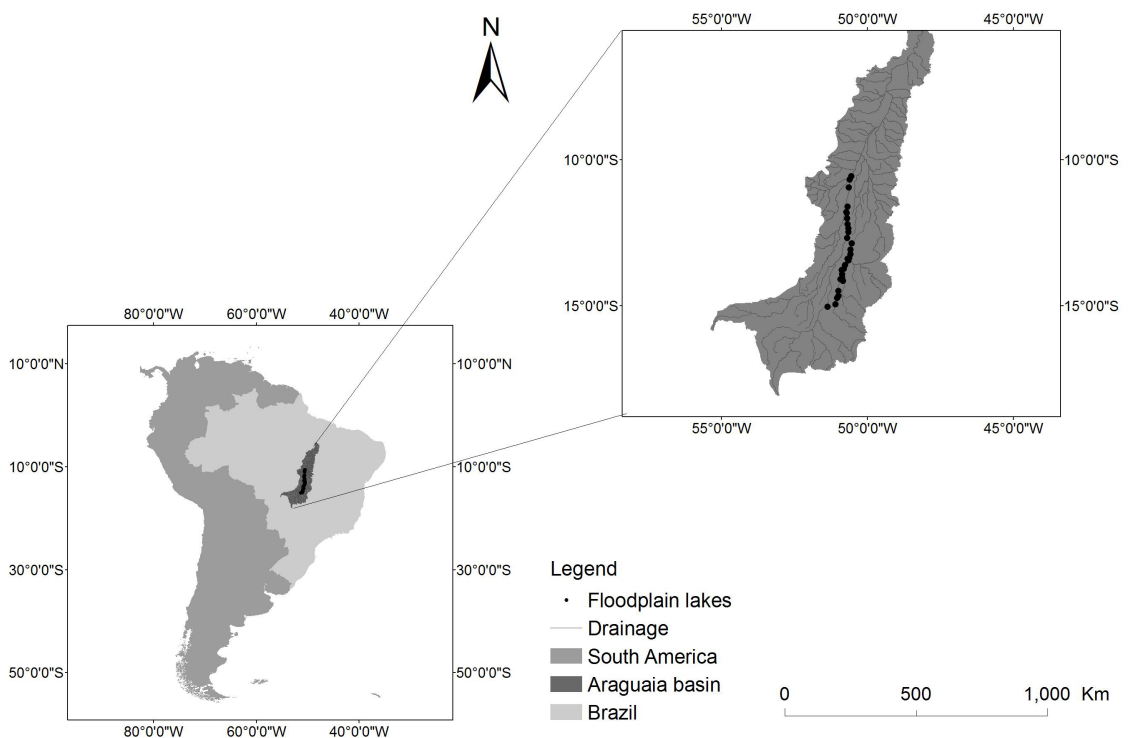 N
55°0'0"W 50°0'0"W 45°0'0"W
10°0'0"S 10°0'0"S
15°0'0"S 15°0'0"S
55°0'0"W 50°0'0"W 45°0'0"W
80°0'0"W 60°0'0"W 40°0'0"W
10°0'0"N 10°0'0"N
10°0'0"S 10°0'0"S
30°0'0"S 30°0'0"S
50°0'0"S 50°0'0"S
80°0'0"W 60°0'0"W 40°0'0"W
Legend
Floodplain lakes
Drainage
South America
Araguaia basin
Brazil
0 500 1,000 Km